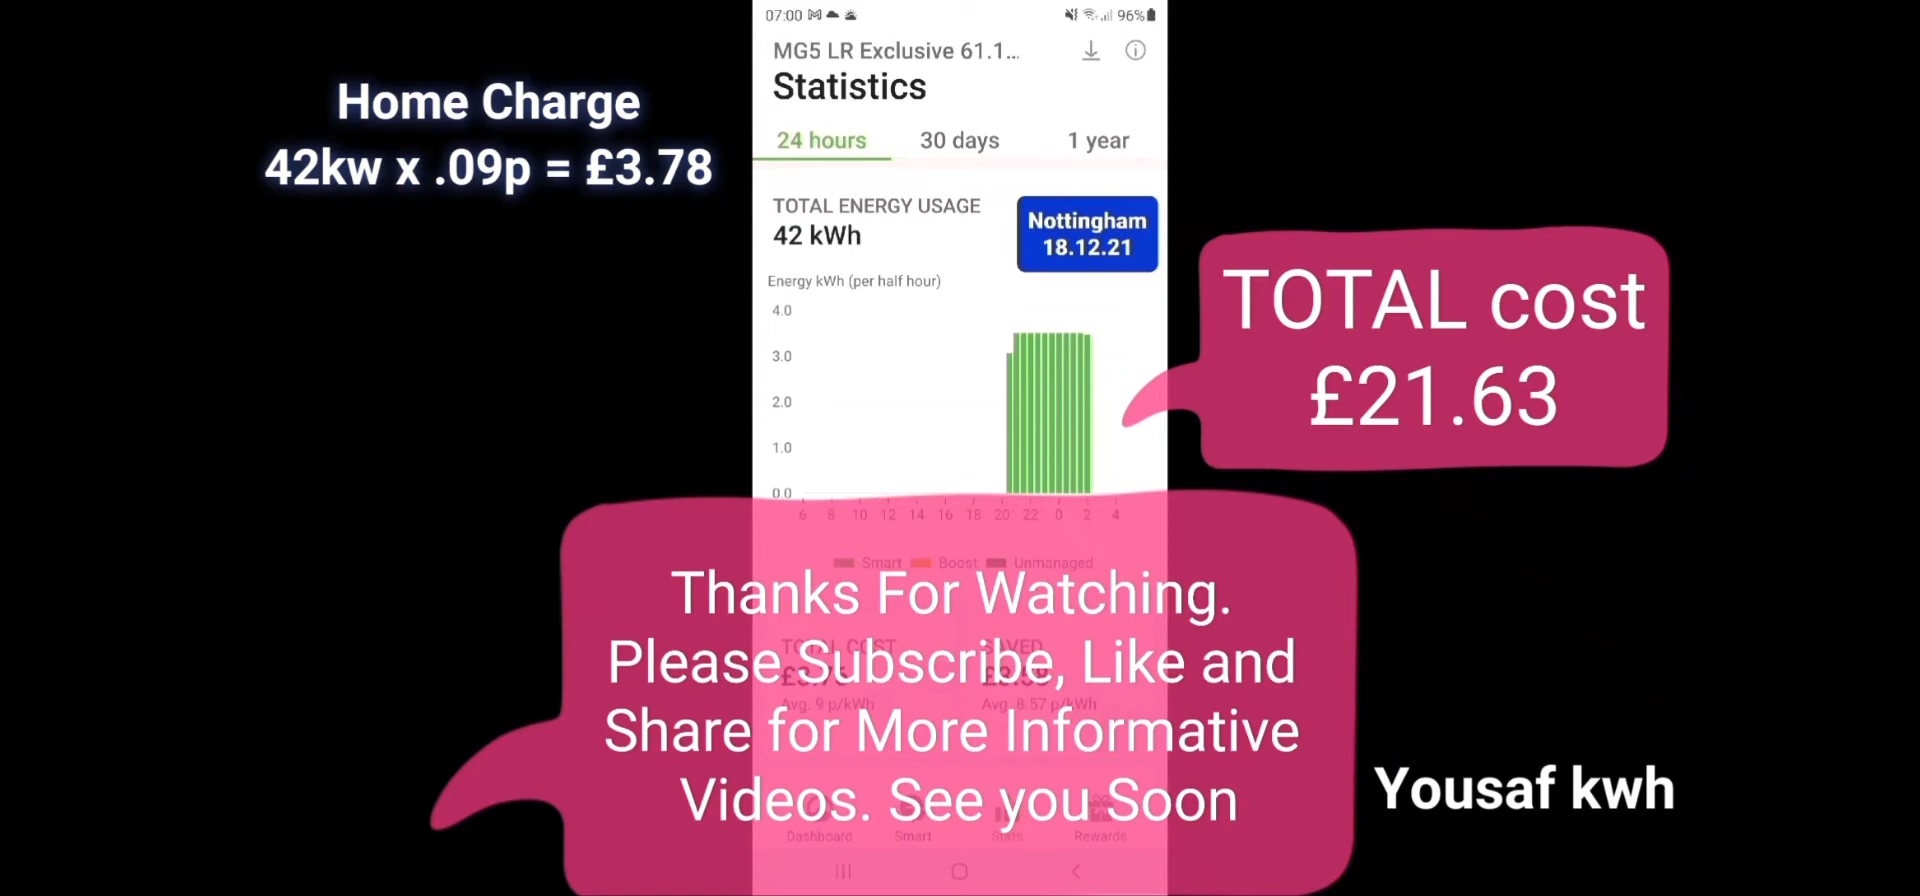 07:00
96%
MG5 LR Exclusive 61.1...
Statistics
Home Charge
42kw x .09p = £3.78
24 hours 30 days 1 year
TOTAL ENERGY USAGE
42 kWh
Nottingham
18.12.21
Energy kWh (per half hour)
4.0
3.0
2.0
1.0
0.0
6 8 10 12 14 16 18 20 22 0 2 4
TOTAL cost
£21.63
Smart Boost Unmanaged
TOTAL COST SAVED
Avg. 9 p/kWh Avg. 8.57 p/kWh
Thanks For Watching.
Please Subscribe, Like and
Share for More Informative
Videos. See you Soon
Dashboard Smart Stats Rewards
Yousaf kwh